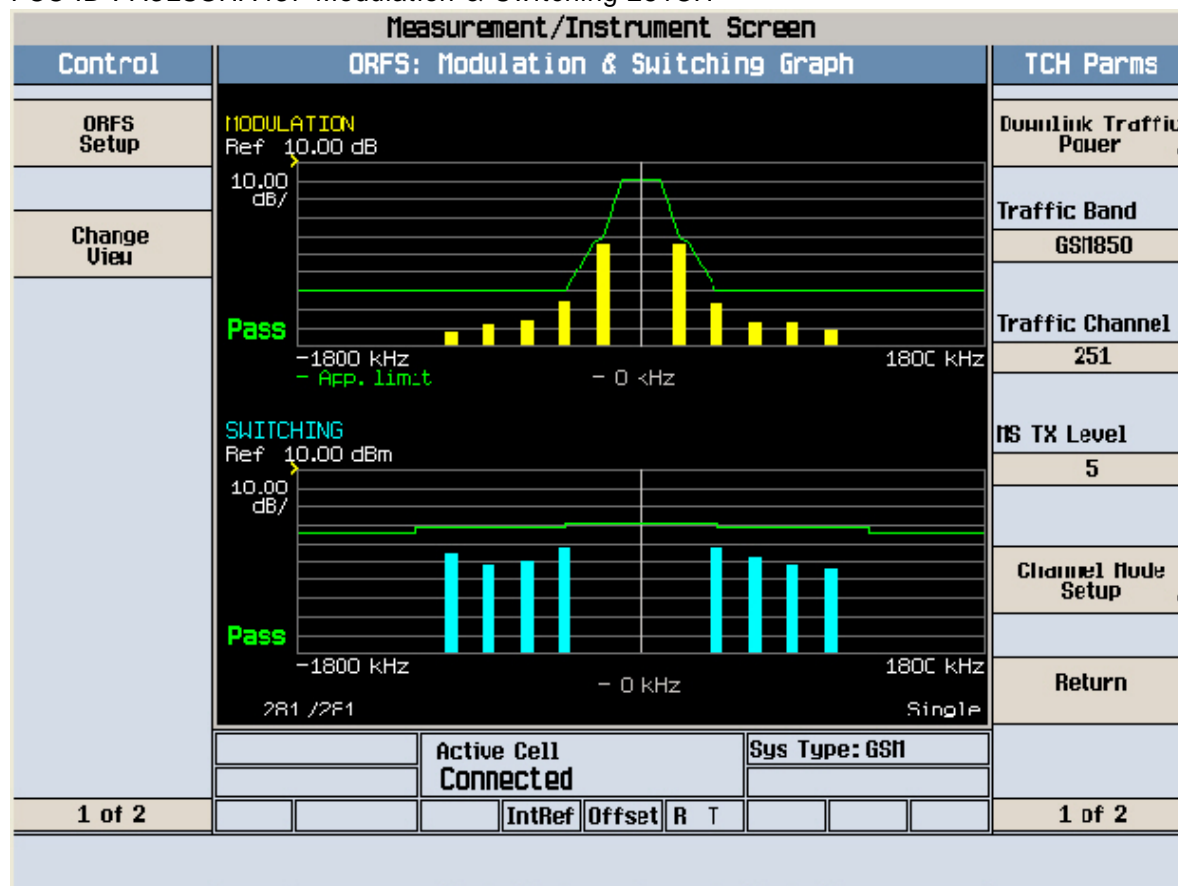 Measurement/Instrument Screen
Control
ORFS: Modulation & Switching Graph
TCH Parms
ORFS
Setup
Change
View
MODULATION
Ref 10.00 dB
10.00
dB/
Pass
-1800 kHz
1800 kHz
- App. limit
- 0 kHz
SWITCHING
Ref 10.00 dBm
10.00
dB/
Pass
-1800 kHz
1800 kHz
- 0 kHz
Single
Downlink Traffic
Power
Traffic Band
GSM850
Traffic Channel
251
MS TX Level
5
Channel Mode
Setup
Return
Active Cell
Connected
Sys Type: GSM
1 of 2
IntRef
Offset
R T
1 of 2